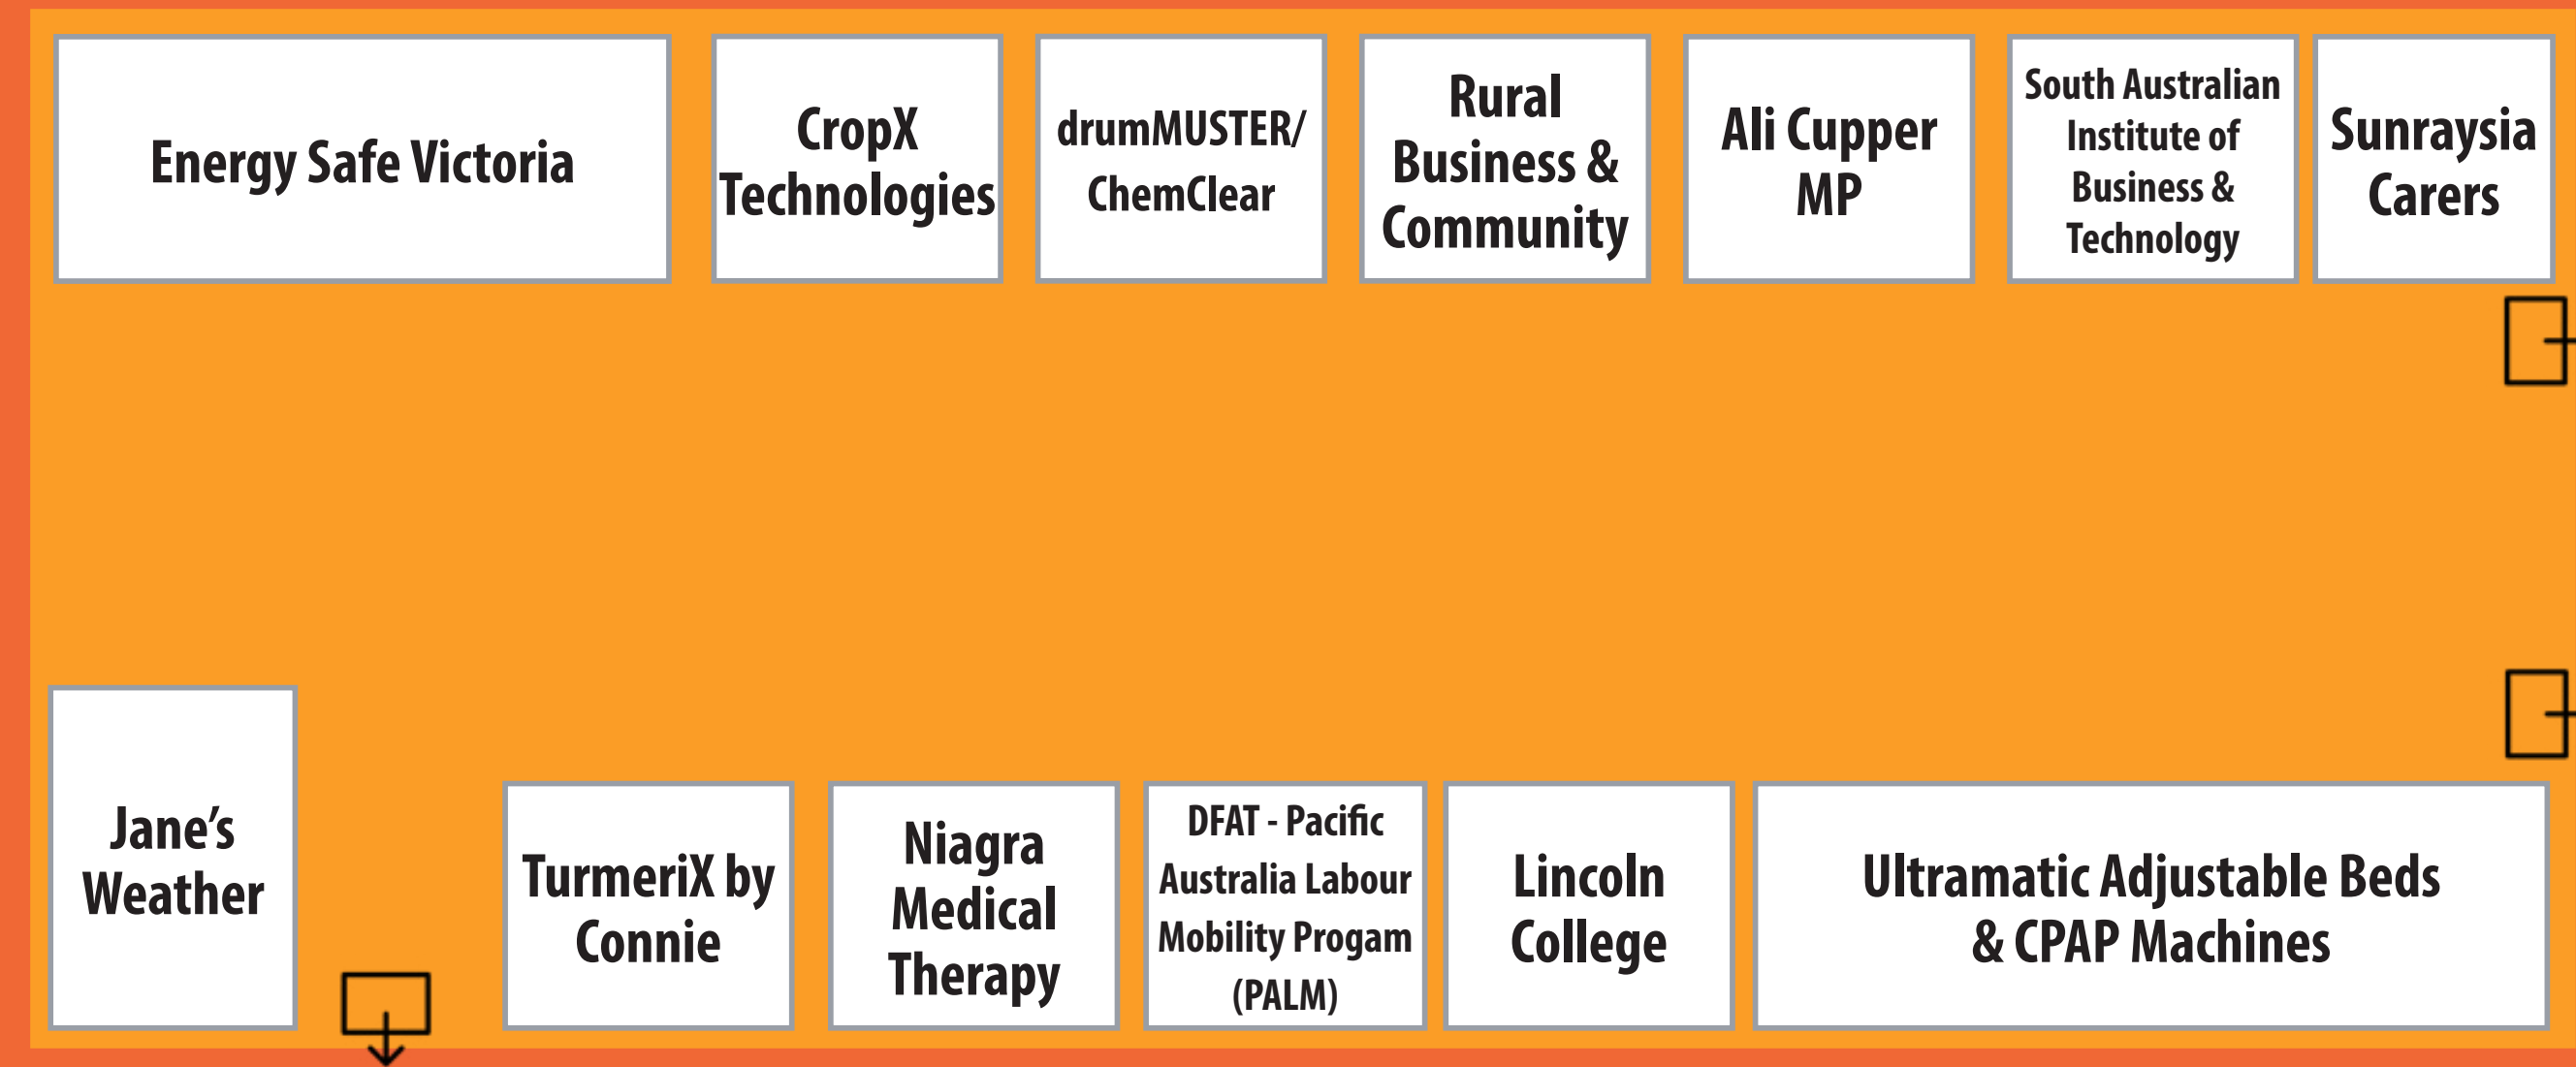 Energy Safe Victoria
CropX
Technologies
drumMUSTER/
ChemClear
Rural
Business &
Community
Ali Cupper
MP
South Australian
Institute of
Business &
Technology
Sunraysia
Carers
Jane’s
Weather
TurmeriX by
Connie
Niagra
Medical
Therapy
DFAT - Pacific
Australia Labour
Mobility Progam
(PALM)
Lincoln
College
Ultramatic Adjustable Beds
& CPAP Machines